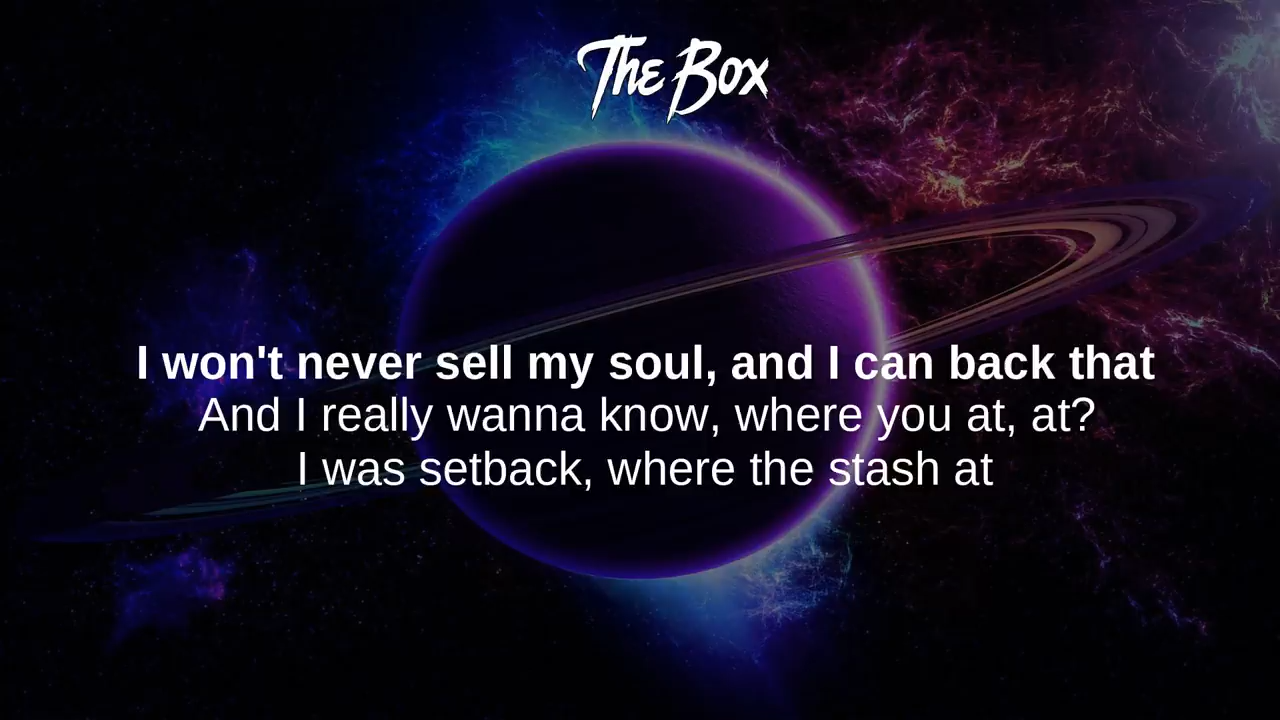 The Box
I won't never sell my soul, and I can back that
And I really wanna know, where you at, at?
I was setback, where the stash at